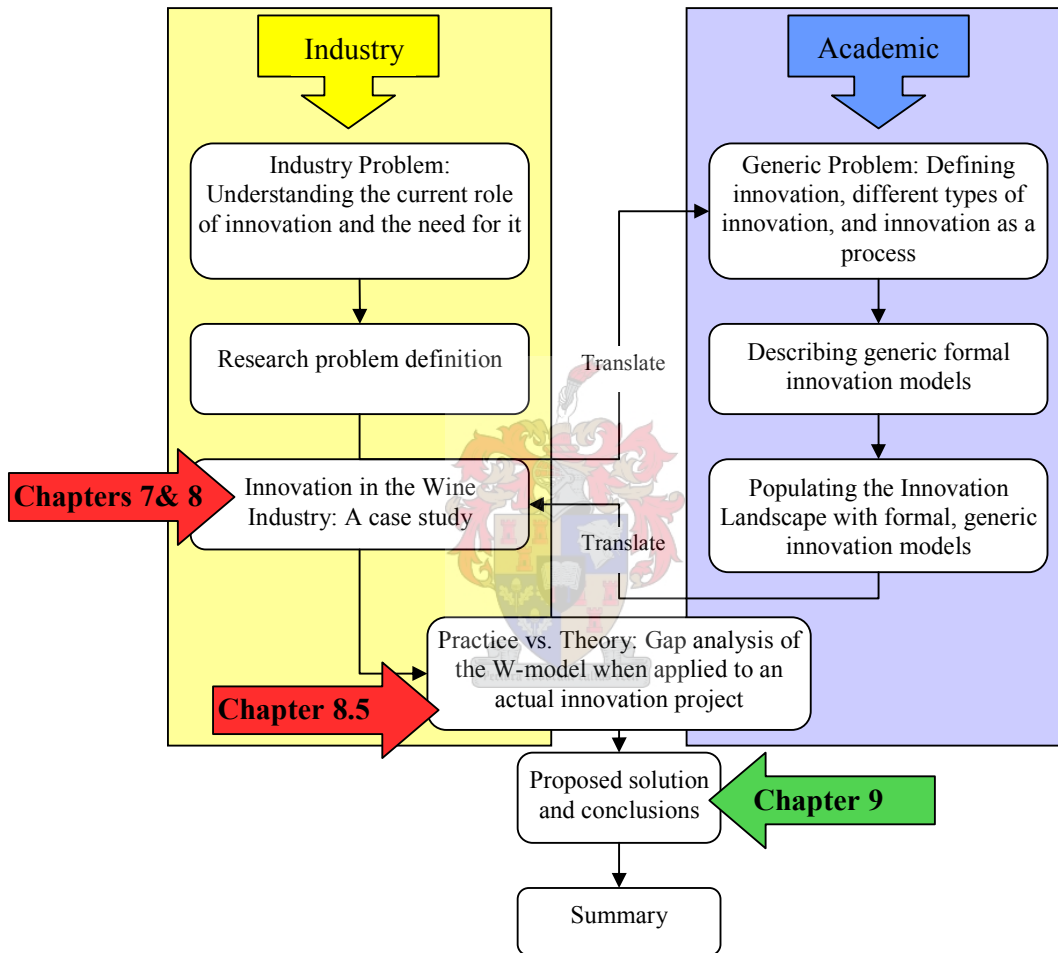 Industry
Academic
Industry Problem:
Understanding the current role
of innovation and the need for it
Generic Problem: Defining
innovation, different types of
innovation, and innovation as a
process
Research problem definition
Translate
Describing generic formal
innovation models
Chapters 7& 8
Innovation in the Wine
Industry: A case study
Translate
Populating the Innovation
Landscape with formal, generic
innovation models
Practice vs. Theory: Gap analysis of
the W-model when applied to an
actual innovation project
Chapter 8.5
Proposed solution
and conclusions
Chapter 9
Summary